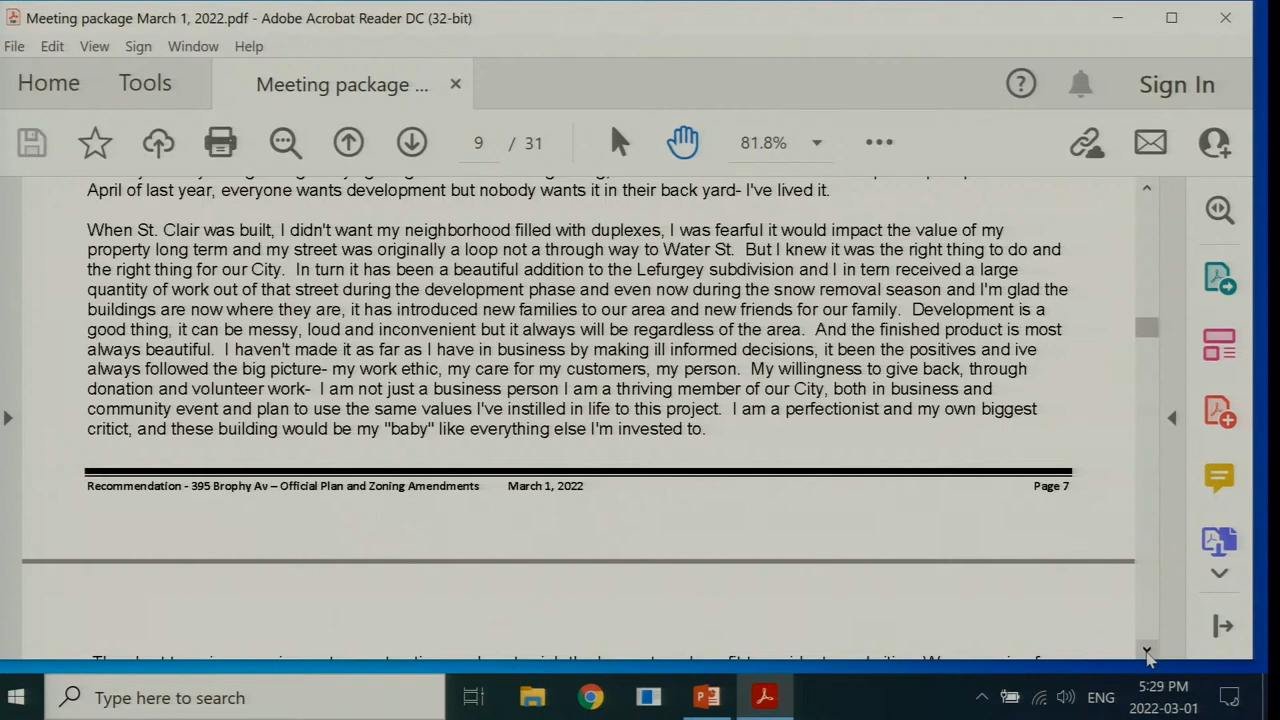 Meeting package March 1, 2022.pdf - Adobe Acrobat Reader DC (32-bit)
File Edit View Sign Window Help
Home Tools Meeting package ... Sign In
9 / 31 81.8%
April of last year, everyone wants development but nobody wants it in their back yard- I've lived it.
When St. Clair was built, I didn't want my neighborhood filled with duplexes, I was fearful it would impact the value of my
property long term and my street was originally a loop not a through way to Water St. But I knew it was the right thing to do and
the right thing for our City. In turn it has been a beautiful addition to the Lefurgey subdivision and I in tern received a large
quantity of work out of that street during the development phase and even now during the snow removal season and I'm glad the
buildings are now where they are, it has introduced new families to our area and new friends for our family. Development is a
good thing, it can be messy, loud and inconvenient but it always will be regardless of the area. And the finished product is most
always beautiful. I haven't made it as far as I have in business by making ill informed decisions, it been the positives and ive
always followed the big picture- my work ethic, my care for my customers, my person. My willingness to give back, through
donation and volunteer work- I am not just a business person I am a thriving member of our City, both in business and
community event and plan to use the same values I've instilled in life to this project. I am a perfectionist and my own biggest
critict, and these building would be my "baby" like everything else I'm invested to.
Recommendation - 395 Brophy Av – Official Plan and Zoning Amendments March 1, 2022 Page 7
Type here to search
ENG
5:29 PM
2022-03-01